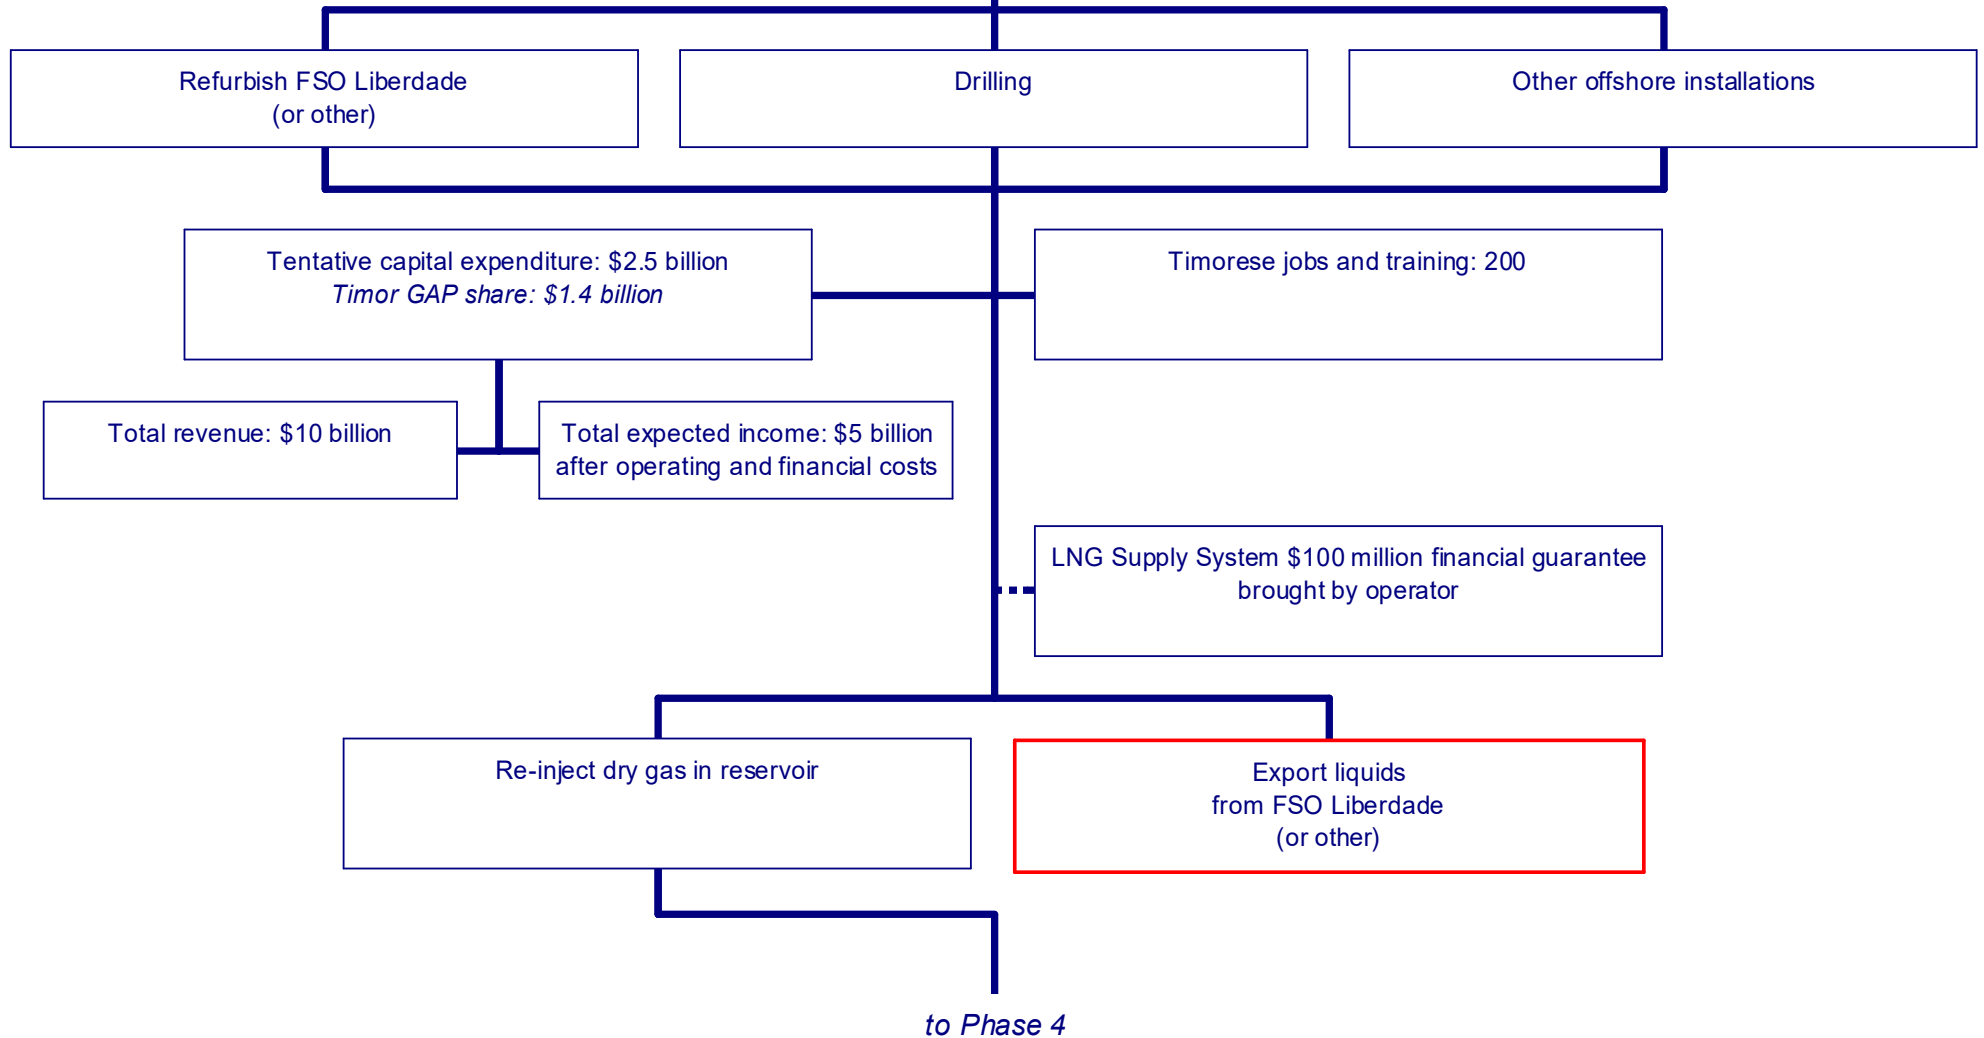 Refurbish FSO Liberdade
(or other)
Drilling
Other offshore installations
Tentative capital expenditure: $2.5 billion
Timor GAP share: $1.4 billion
Timorese jobs and training: 200
Total revenue: $10 billion
Total expected income: $5 billion
after operating and financial costs
LNG Supply System $100 million financial guarantee
brought by operator
Re-inject dry gas in reservoir
Export liquids
from FSO Liberdade
(or other)
to Phase 4